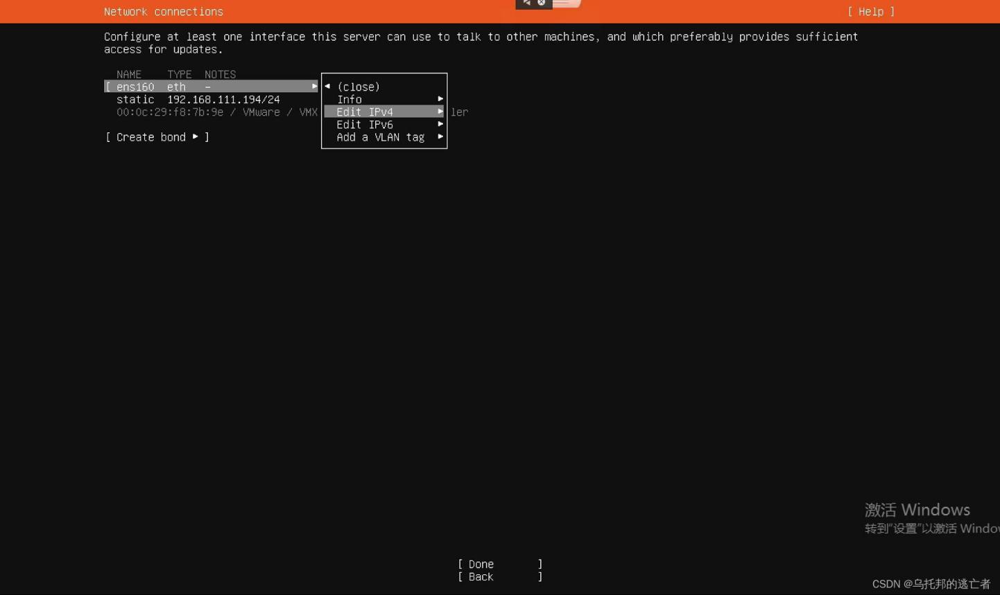 Network connections [ Help ]
Configure at least one interface this server can use to talk to other machines, and which preferably provides sufficient
access for updates.
NAME TYPE NOTES
[ ens160 eth - ▸
static 192.168.111.194/24
00:0c:29:f8:7b:9e / VMware / VMX ler
◂ (close)
Info ▸
Edit IPv4 ▸
Edit IPv6 ▸
Add a VLAN tag ▸
[ Create bond ▸ ]
激活 Windows
转到"设置"以激活 Window
[ Done ]
[ Back ]
CSDN @乌托邦的逃亡者